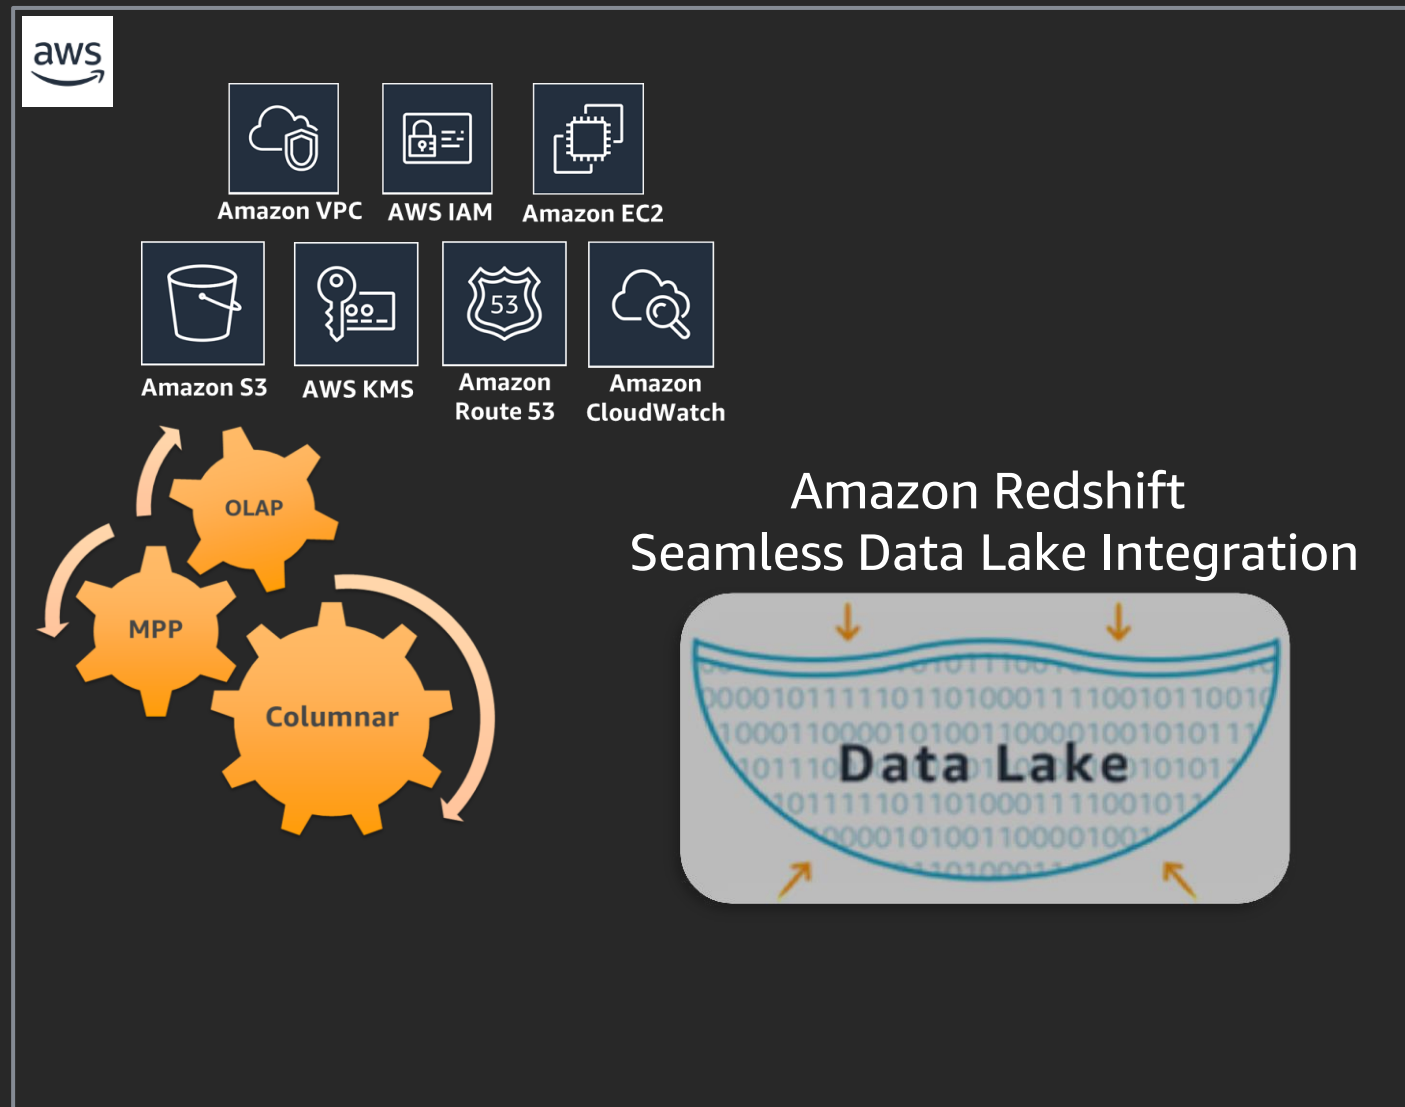 aws
Amazon VPC
AWS IAM
Amazon EC2
53
Amazon S3
AWS KMS
Amazon
Route 53
Amazon
CloudWatch
OLAP
MPP
Columnar
Amazon Redshift
Seamless Data Lake Integration
Data Lake